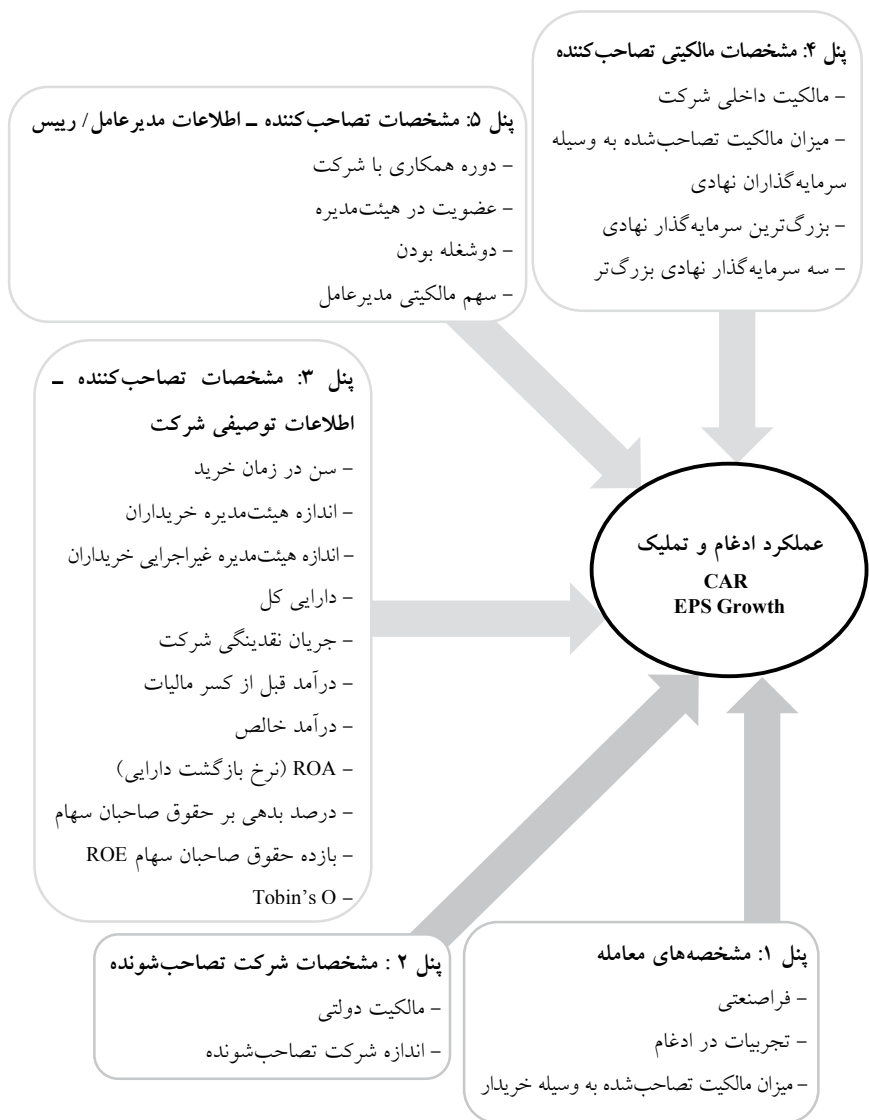 پنل ۴: مشخصات مالکیتی تصاحب‌کننده
- مالکیت داخلی شرکت
- میزان مالکیت تصاحب‌شده به وسیله
سرمایه‌گذاران نهادی
- بزرگ‌ترین سرمایه‌گذار نهادی
- سه سرمایه‌گذار نهادی بزرگ‌تر
پنل ۵: مشخصات تصاحب‌کننده ـ اطلاعات مدیرعامل/ رییس
- دوره همکاری با شرکت
- عضویت در هیئت‌مدیره
- دوشغله بودن
- سهم مالکیتی مدیرعامل
پنل ۳: مشخصات تصاحب‌کننده ـ
اطلاعات توصیفی شرکت
- سن در زمان خرید
- اندازه هیئت‌مدیره خریداران
- اندازه هیئت‌مدیره غیراجرایی خریداران
- دارایی کل
- جریان نقدینگی شرکت
- درآمد قبل از کسر مالیات
- درآمد خالص
- ROA (نرخ بازگشت دارایی)
- درصد بدهی بر حقوق صاحبان سهام
- بازده حقوق صاحبان سهام ROE
- Tobin's O
عملکرد ادغام و تملیک
CAR
EPS Growth
پنل ۱: مشخصه‌های معامله
- فراصنعتی
- تجربیات در ادغام
- میزان مالکیت تصاحب‌شده به وسیله خریدار
پنل ۲ : مشخصات شرکت تصاحب‌شونده
- مالکیت دولتی
- اندازه شرکت تصاحب‌شونده